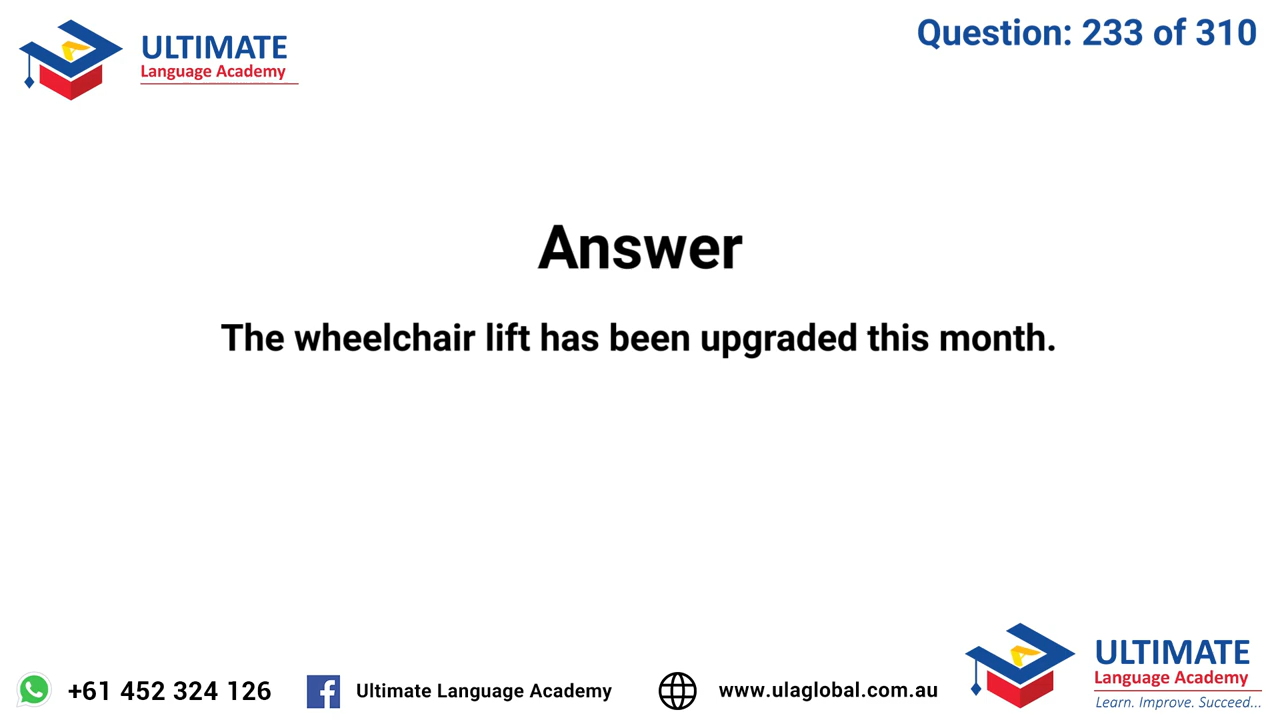 ULTIMATE
Language Academy
Question: 233 of 310
Answer
The wheelchair lift has been upgraded this month.
+61 452 324 126
Ultimate Language Academy
www.ulaglobal.com.au
ULTIMATE
Language Academy
Learn. Improve. Succeed...